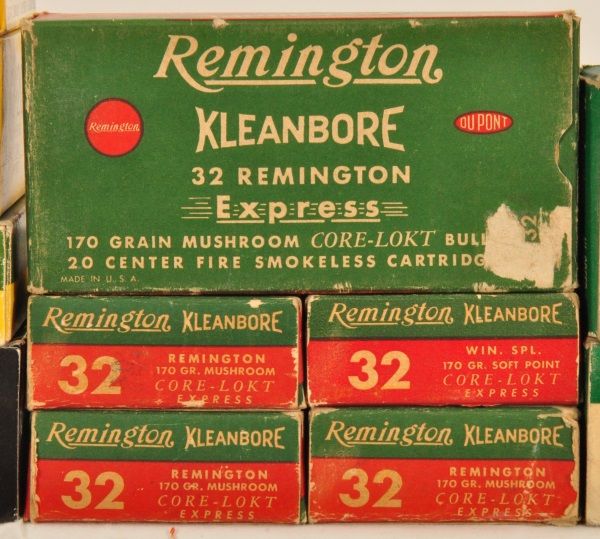 Remington
Remington.
KLEANBORE
DU PONT
32 REMINGTON
Express
170 GRAIN MUSHROOM CORE-LOKT
20 CENTER FIRE SMOKELESS
MADE IN U.S.A.
32
Remington KLEANBORE
32
REMINGTON
170 GR. MUSHROOM
CORE-LOKT
EXPRESS
Remington KLEANBORE
32
WIN. SPL.
170 GR. SOFT POINT
CORE-LOKT
EXPRESS
Remington KLEANBORE
32
REMINGTON
170 GR. MUSHROOM
CORE-LOKT
EXPRESS
Remington KLEANBORE
32
REMINGTON
170 GR. MUSHROOM
CORE-LOKT
EXPRESS